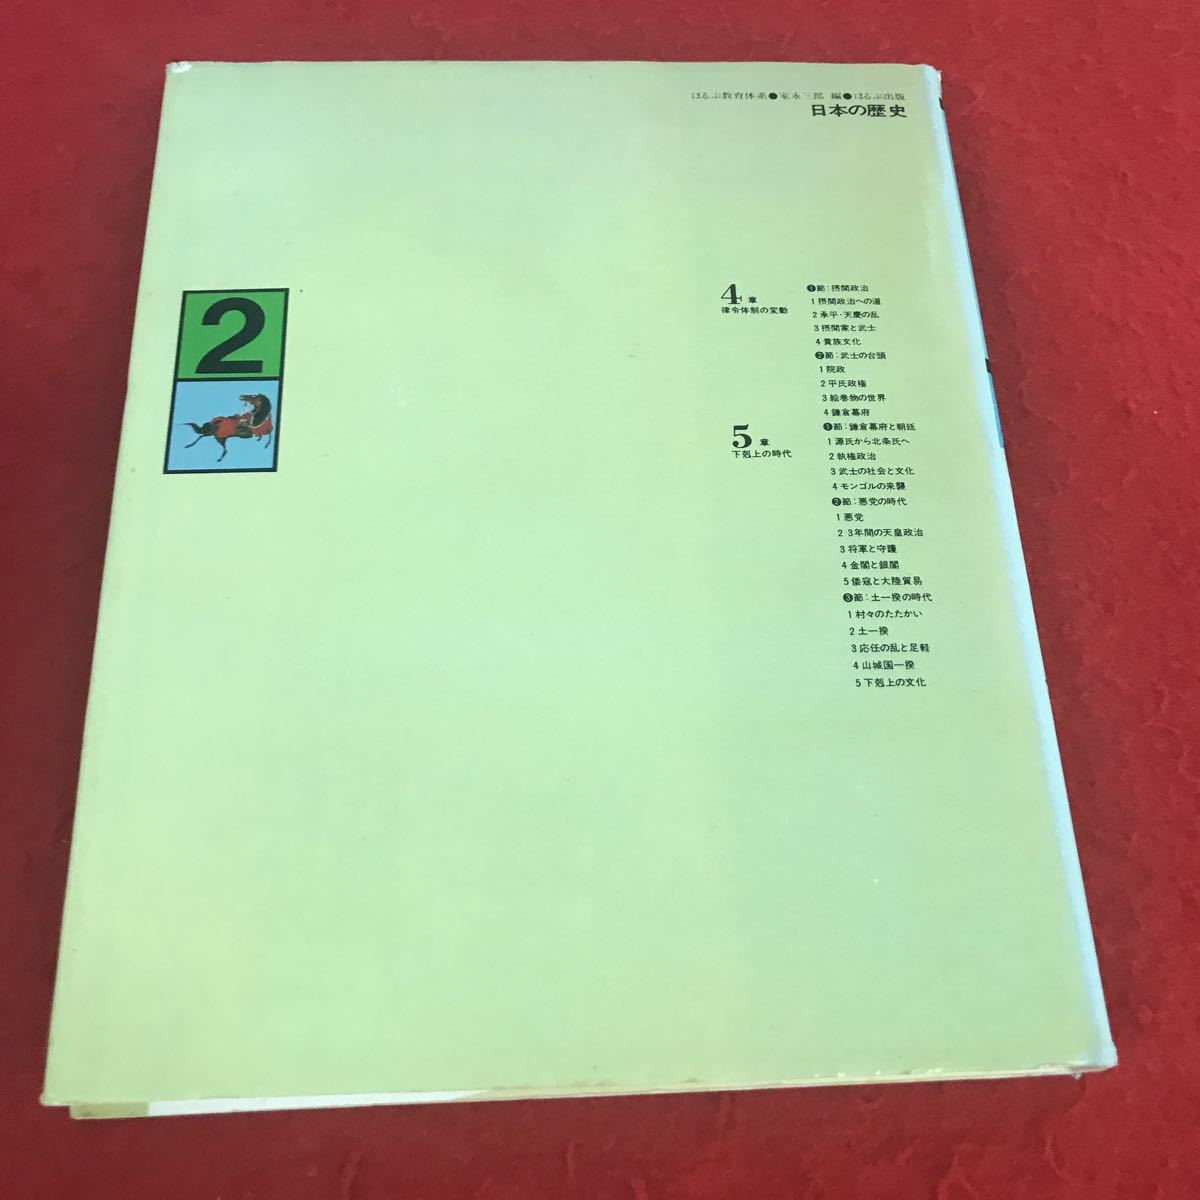 ほるぷ教育体系●家永三郎 編●ほるぷ出版
日本の歴史
2
4章
律令体制の変動
❶節:摂関政治
1 摂関政治への道
2 承平・天慶の乱
3 摂関家と武士
4 貴族文化
❷節:武士の台頭
1 院政
2 平氏政権
3 絵巻物の世界
4 鎌倉幕府
5章
下剋上の時代
❶節:鎌倉幕府と朝廷
1 源氏から北条氏へ
2 執権政治
3 武士の社会と文化
4 モンゴルの来襲
❷節:悪党の時代
1 悪党
2 3年間の天皇政治
3 将軍と守護
4 金閣と銀閣
5 倭寇と大陸貿易
❸節:土一揆の時代
1 村々のたたかい
2 土一揆
3 応仁の乱と足軽
4 山城国一揆
5 下剋上の文化